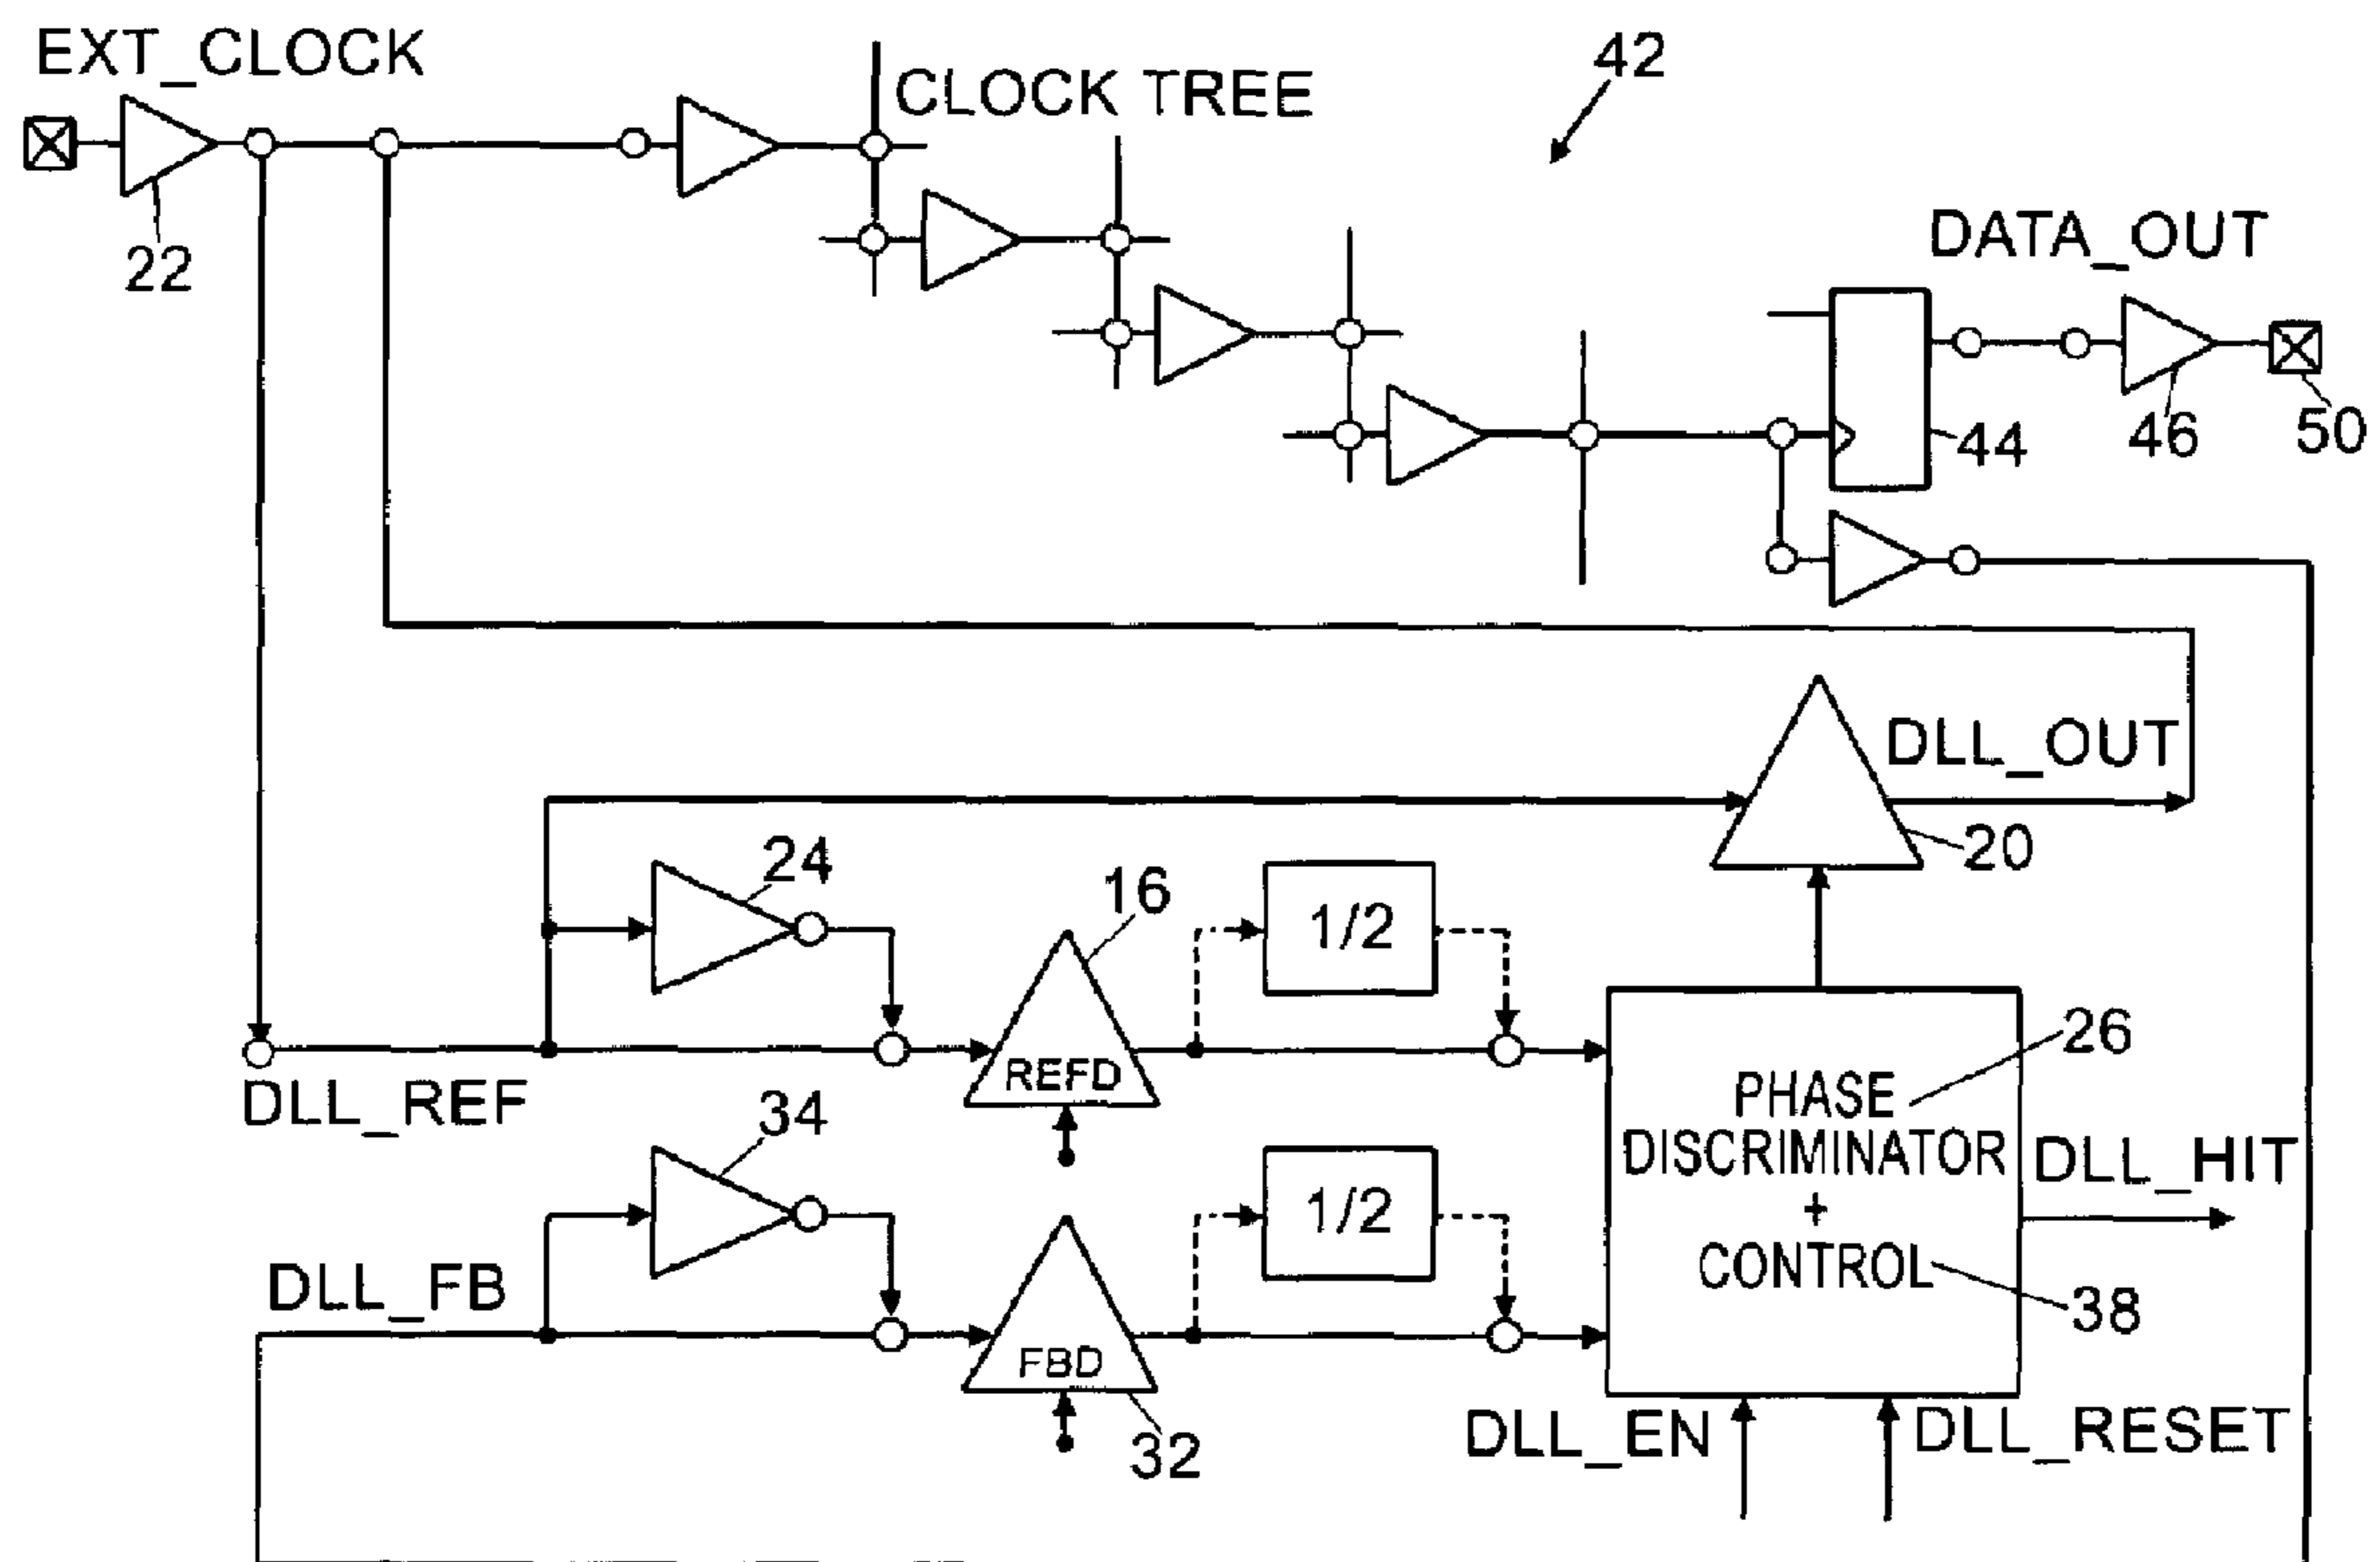 EXT_CLOCK
42
CLOCK TREE
22
DATA_OUT
44
46
50
DLL_OUT
20
24
16
1/2
REFD
26
DLL_REF
PHASE
DISCRIMINATOR
+
CONTROL
34
DLL_HIT
1/2
DLL_FB
38
FBD
32
DLL_EN
DLL_RESET